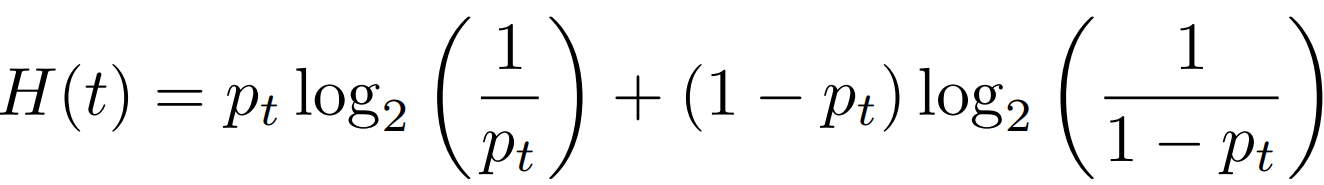 H(t) = p_t log_2 (1/p_t) + (1 − p_t) log_2 (1/(1 − p_t))